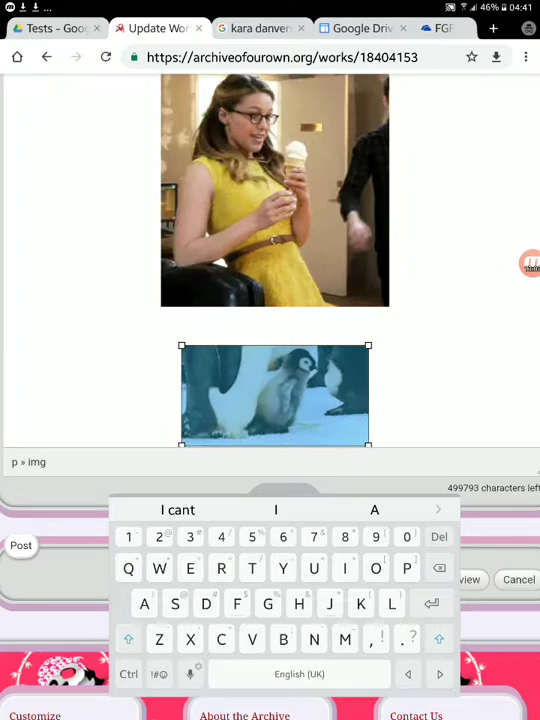 46% 04:41
Tests - Goog
Update Wor
kara danver
Google Driv
FGF
https://archiveofourown.org/works/18404153
p » img
499793 characters left
I cant I A
Post
1 2@ 3# 4/ 5% 6^ 7& 8* 9( 0) Del
Q W E R T Y U I O P
view Cancel
A S D F G H J K L
Z X C V B N M ,! .?
Ctrl !#☺ English (UK)
Customize
About the Archive
Contact Us